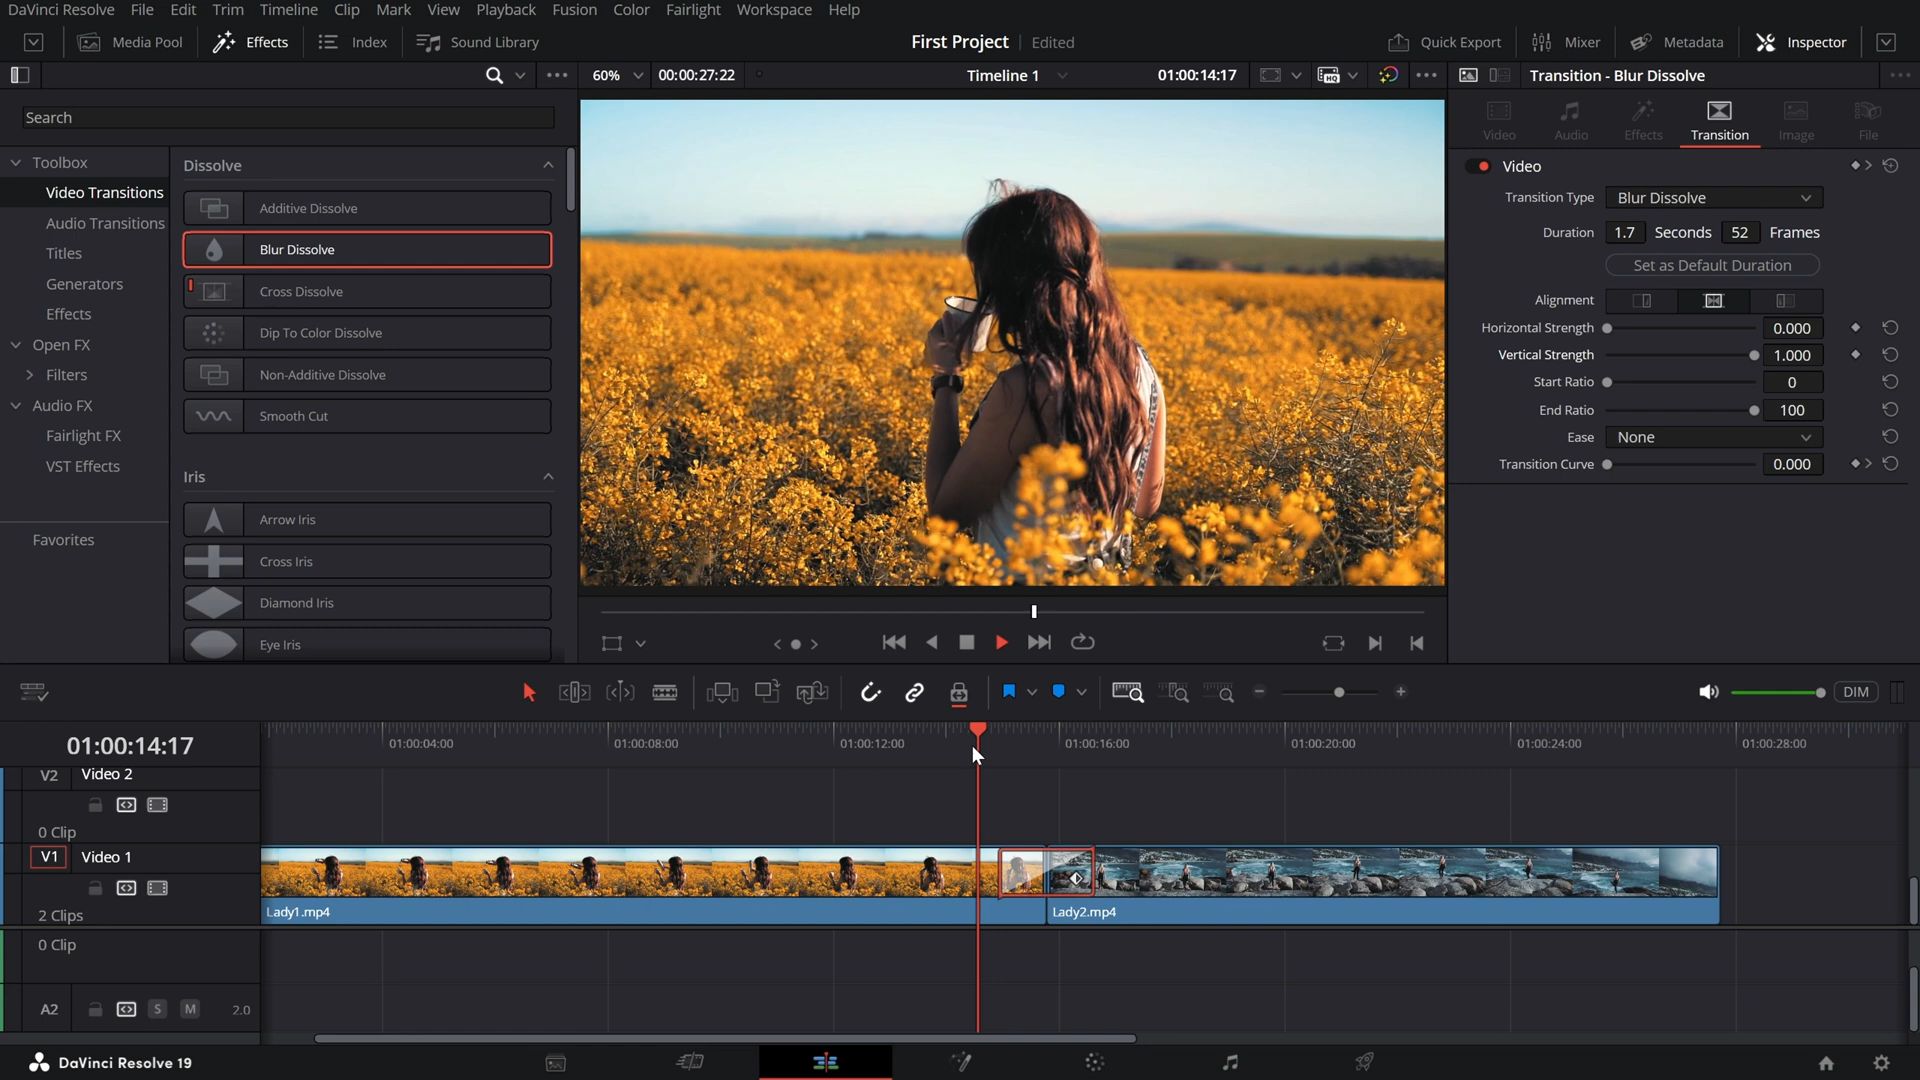 DaVinci Resolve File Edit Trim Timeline Clip Mark View Playback Fusion Color Fairlight Workspace Help
Media Pool Effects Index Sound Library First Project Edited Quick Export Mixer Metadata Inspector
60% 00:00:27:22 Timeline 1 01:00:14:17 HQ Transition - Blur Dissolve
Search
Video Audio Effects Transition Image File
Toolbox
Video Transitions
Audio Transitions
Titles
Generators
Effects
Open FX
Filters
Audio FX
Fairlight FX
VST Effects
Favorites
Dissolve
Additive Dissolve
Blur Dissolve
Cross Dissolve
Dip To Color Dissolve
Non-Additive Dissolve
Smooth Cut
Iris
Arrow Iris
Cross Iris
Diamond Iris
Eye Iris
Video
Transition Type Blur Dissolve
Duration 1.7 Seconds 52 Frames
Set as Default Duration
Alignment
Horizontal Strength 0.000
Vertical Strength 1.000
Start Ratio 0
End Ratio 100
Ease None
Transition Curve 0.000
DIM
01:00:14:17
01:00:04:00 01:00:08:00 01:00:12:00 01:00:16:00 01:00:20:00 01:00:24:00 01:00:28:00
V2 Video 2
0 Clip
V1 Video 1
2 Clips
Lady1.mp4 Lady2.mp4
0 Clip
A2 S M 2.0
DaVinci Resolve 19